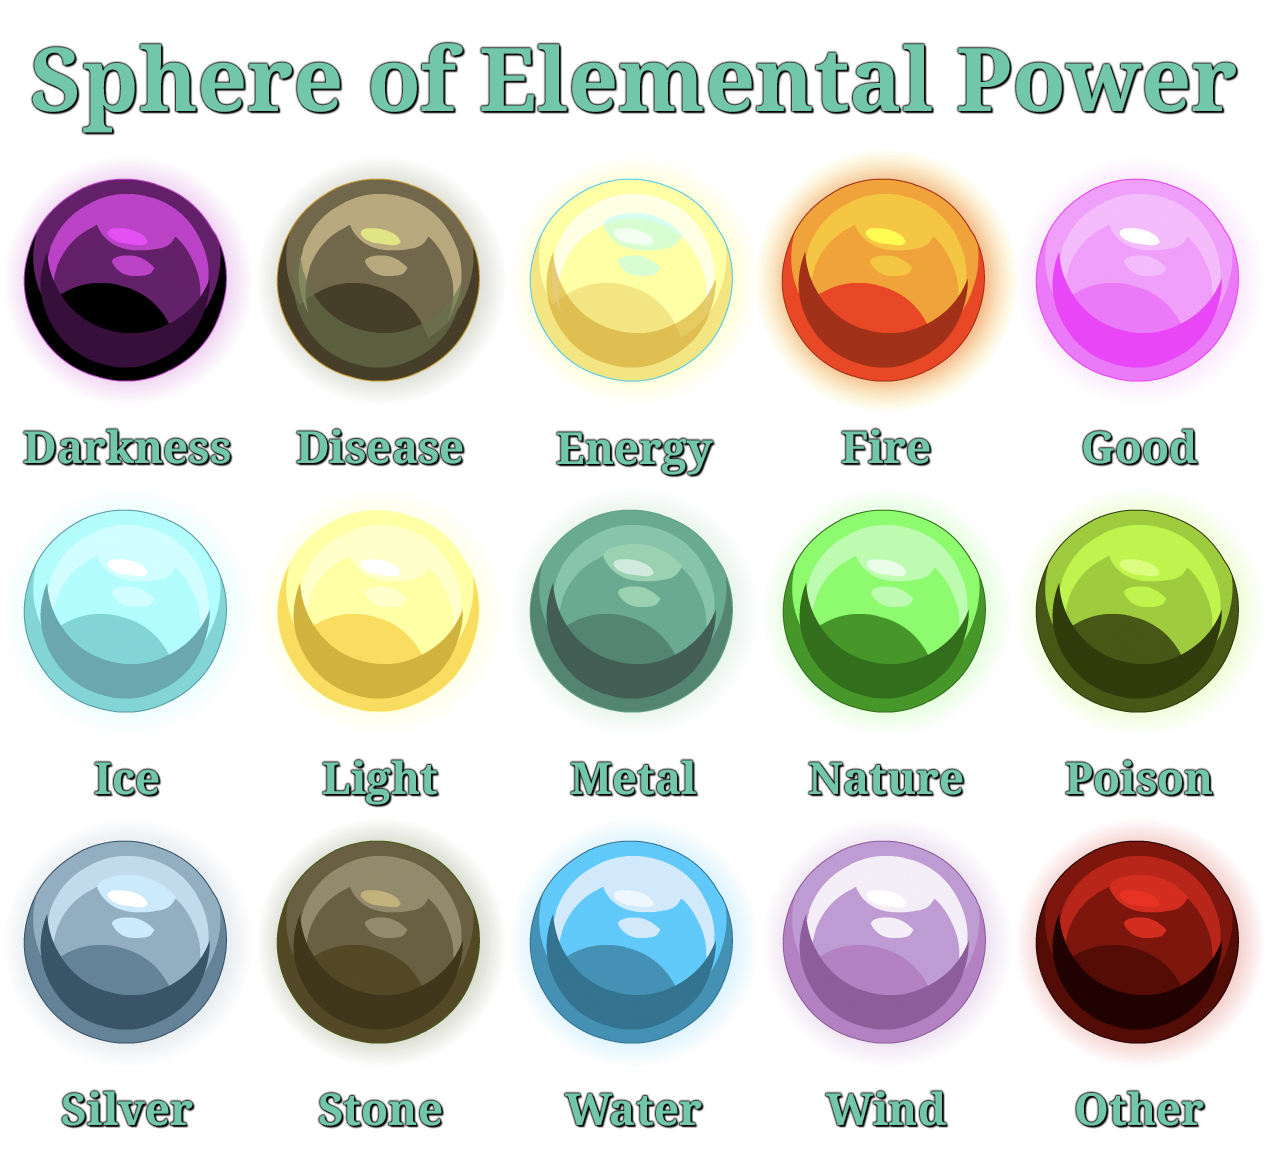 Sphere of Elemental Power
Darkness Disease Energy Fire Good
Ice Light Metal Nature Poison
Silver Stone Water Wind Other